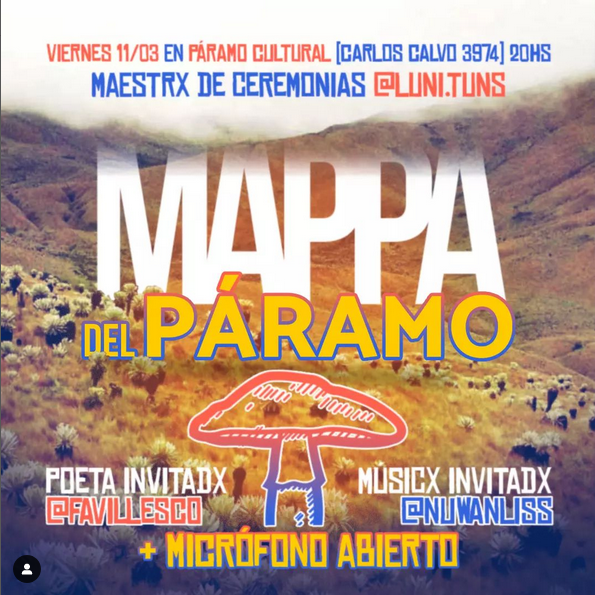 VIERNES 11/03 EN PÁRAMO CULTURAL [CARLOS CALVO 3974] 20HS
MAESTRX DE CEREMONIAS @LUNI.TUNS
MAPPA
DEL PÁRAMO
POETA INVITADX
@FAVILLESCO
MÚSICX INVITADX
@NUWANLISS
+ MICRÓFONO ABIERTO